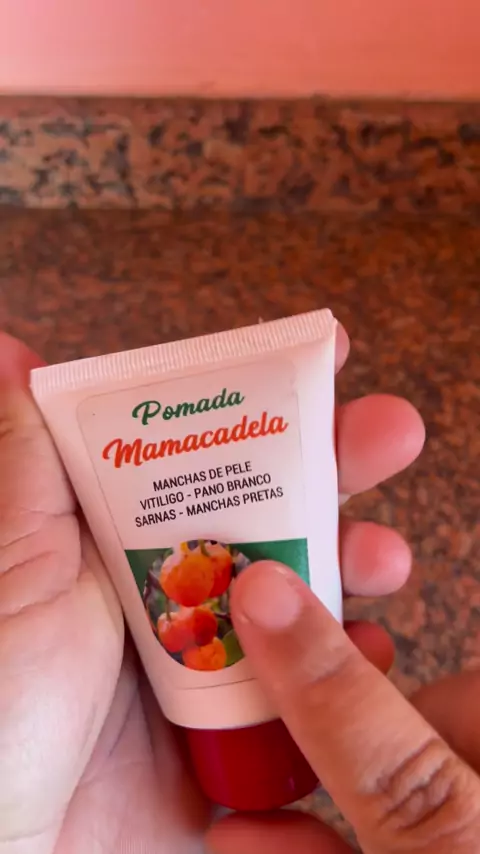 Pomada
Mamacadela
MANCHAS DE PELE
VITILIGO - PANO BRANCO
SARNAS - MANCHAS PRETAS